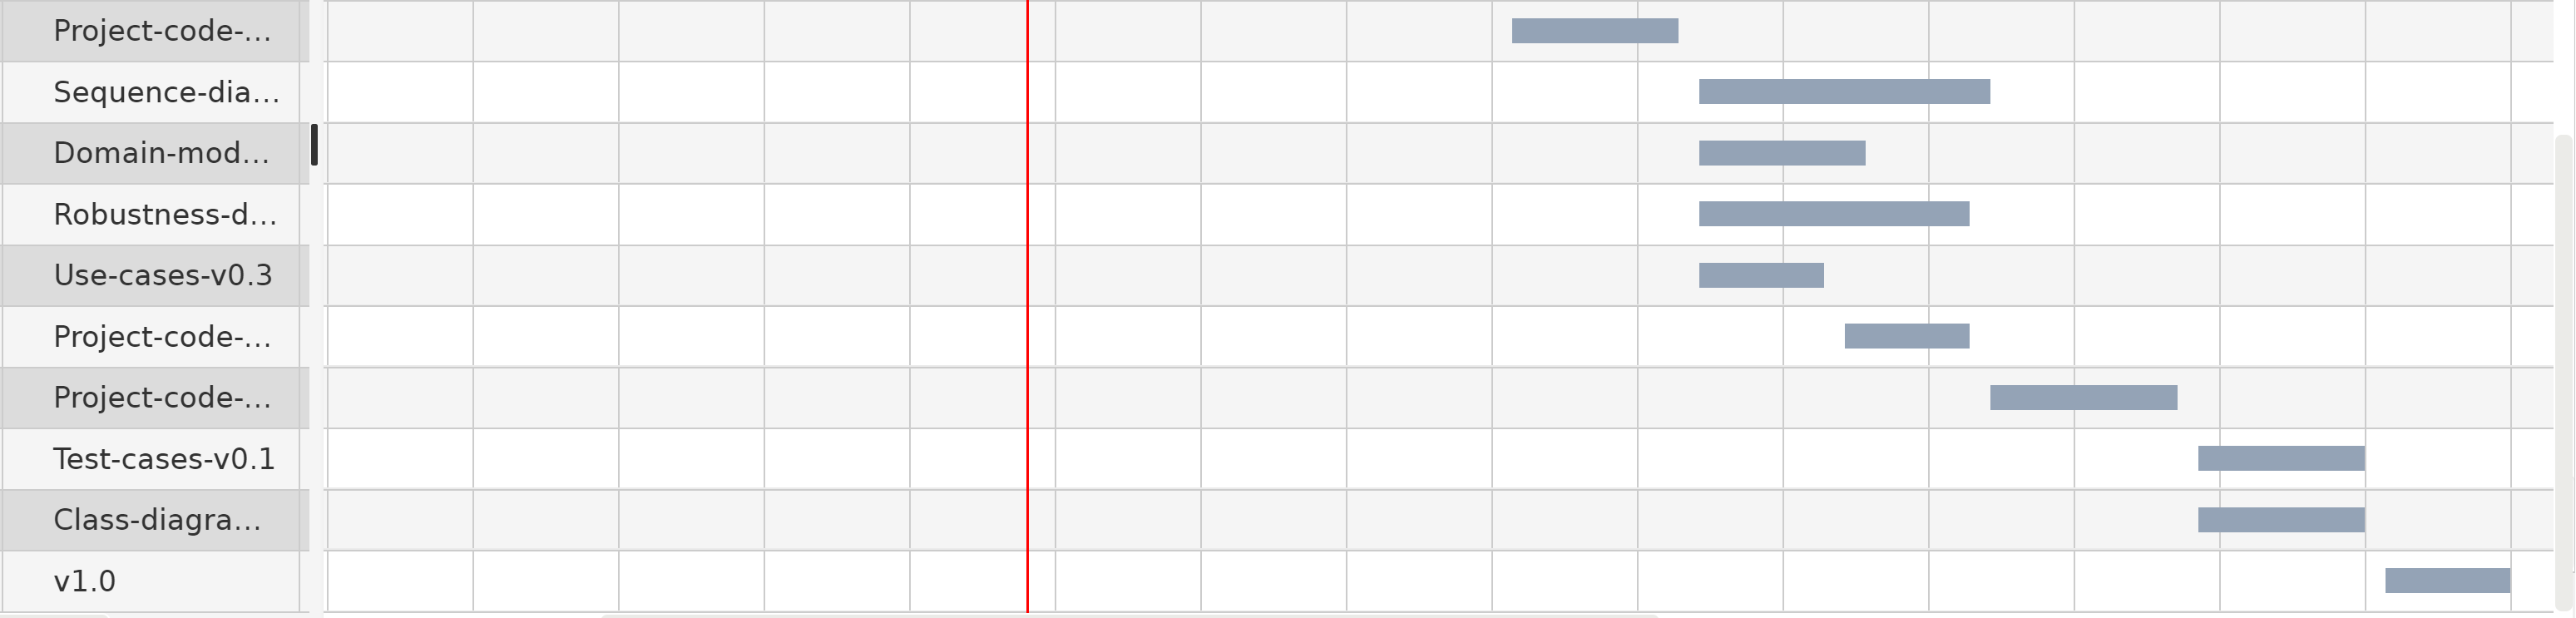 Project-code-...
Sequence-dia...
Domain-mod...
Robustness-d...
Use-cases-v0.3
Project-code-...
Project-code-...
Test-cases-v0.1
Class-diagra...
v1.0